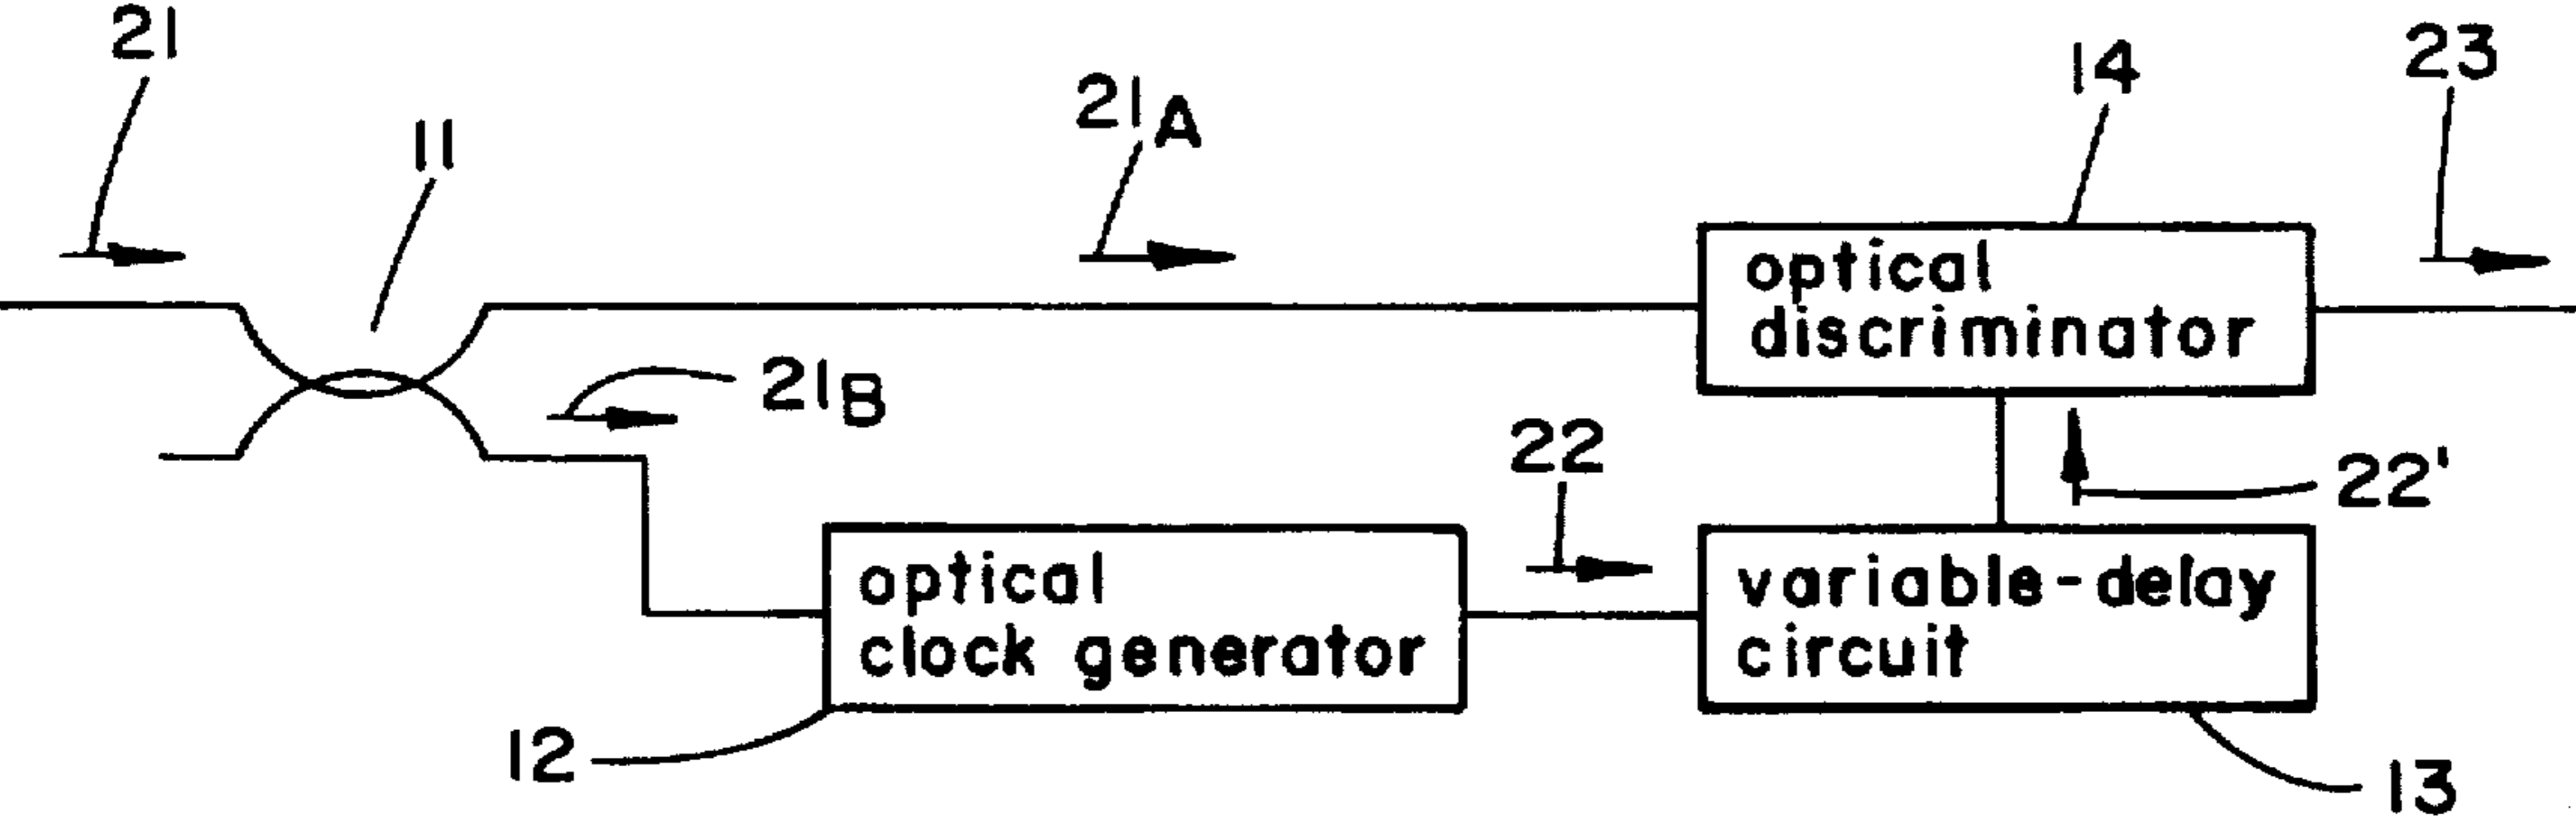 21
11
21A
14
23
optical
discriminator
21B
22
22'
optical
clock generator
variable-delay
circuit
12
13